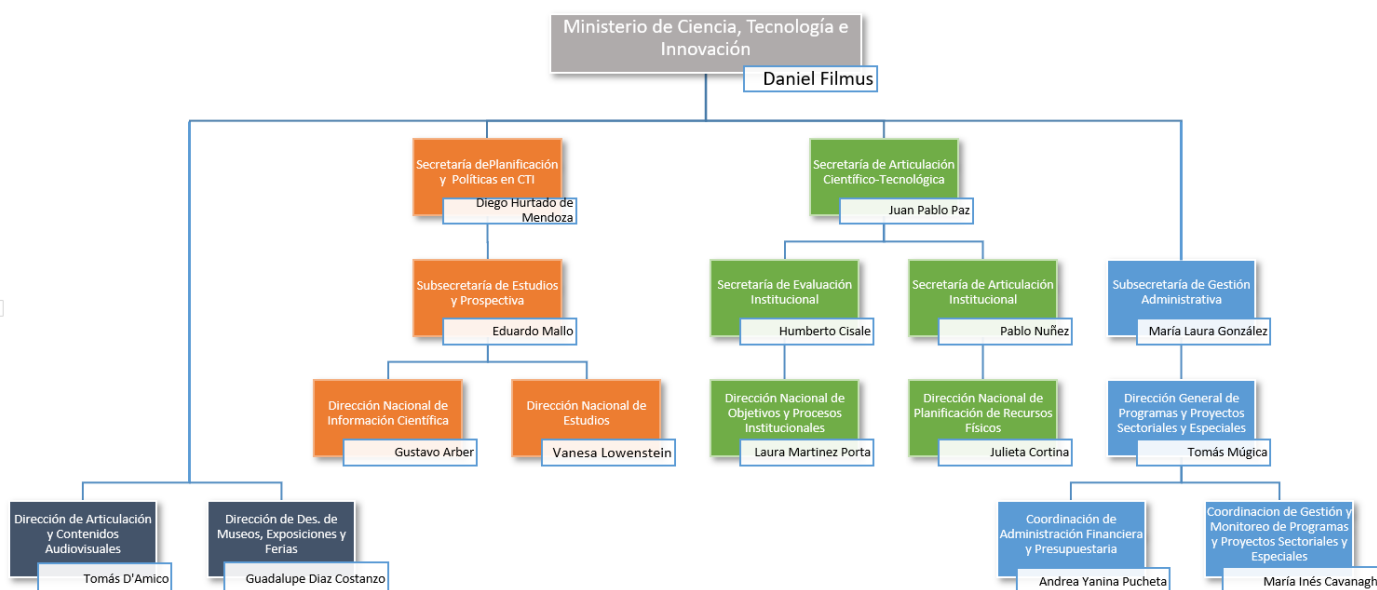 Ministerio de Ciencia, Tecnología e
Innovación
Daniel Filmus
Secretaría dePlanificación
y Políticas en CTI
Diego Hurtado de
Mendoza
Secretaría de Articulación
Científico-Tecnológica
Juan Pablo Paz
Subsecretaría de Estudios
y Prospectiva
Eduardo Mallo
Secretaría de Evaluación
Institucional
Humberto Cisale
Secretaría de Articulación
Institucional
Pablo Nuñez
Subsecretaría de Gestión
Administrativa
María Laura González
Dirección Nacional de
Información Científica
Gustavo Arber
Dirección Nacional de
Estudios
Vanesa Lowenstein
Dirección Nacional de
Objetivos y Procesos
Institucionales
Laura Martinez Porta
Dirección Nacional de
Planificación de Recursos
Físicos
Julieta Cortina
Dirección General de
Programas y Proyectos
Sectoriales y Especiales
Tomás Múgica
Dirección de Articulación
y Contenidos
Audiovisuales
Tomás D'Amico
Dirección de Des. de
Museos, Exposiciones y
Ferias
Guadalupe Diaz Costanzo
Coordinación de
Administración Financiera
y Presupuestaria
Andrea Yanina Pucheta
Coordinacion de Gestión y
Monitoreo de Programas
y Proyectos Sectoriales y
Especiales
María Inés Cavanagh